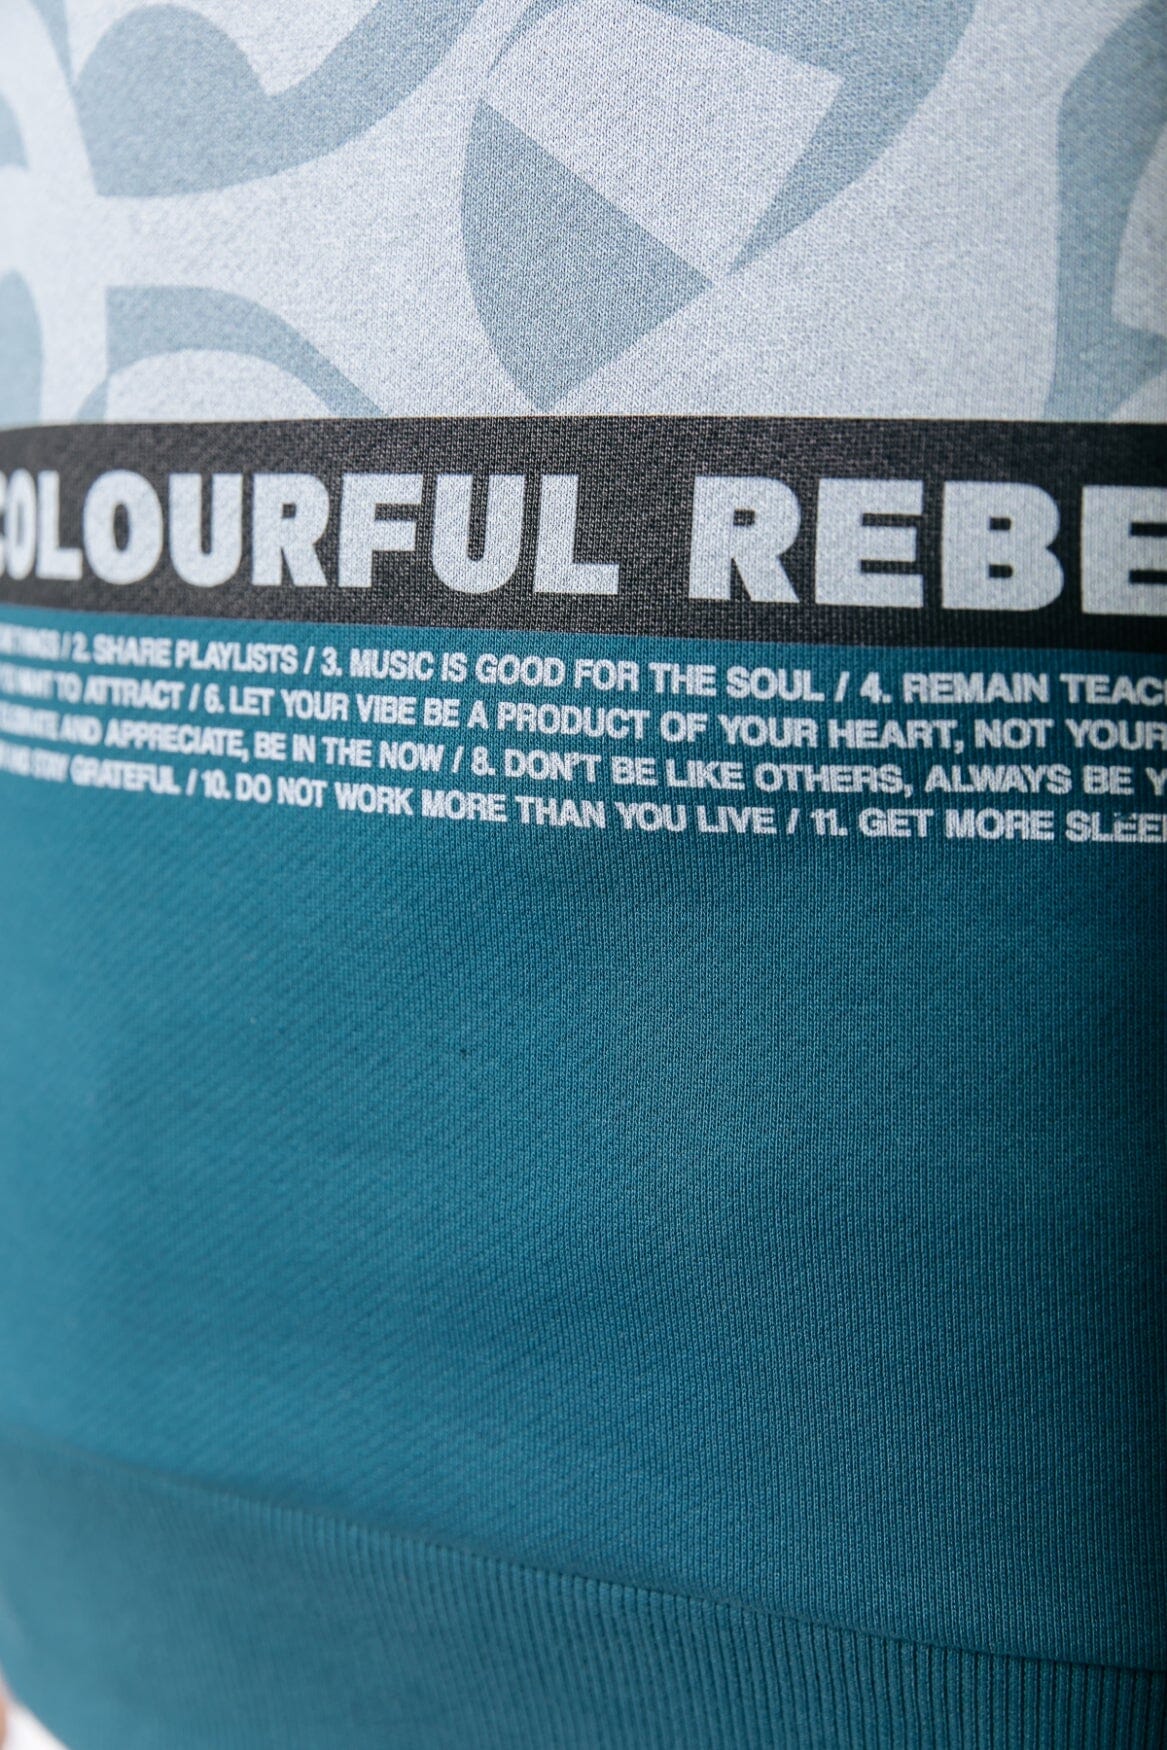 COLOURFUL REBE
/ 2. SHARE PLAYLISTS / 3. MUSIC IS GOOD FOR THE SOUL / 4. REMAIN TEAC
TO ATTRACT / 6. LET YOUR VIBE BE A PRODUCT OF YOUR HEART, NOT YOUR
AND APPRECIATE, BE IN THE NOW / 8. DON'T BE LIKE OTHERS, ALWAYS BE Y
STAY GRATEFUL / 10. DO NOT WORK MORE THAN YOU LIVE / 11. GET MORE SLEE